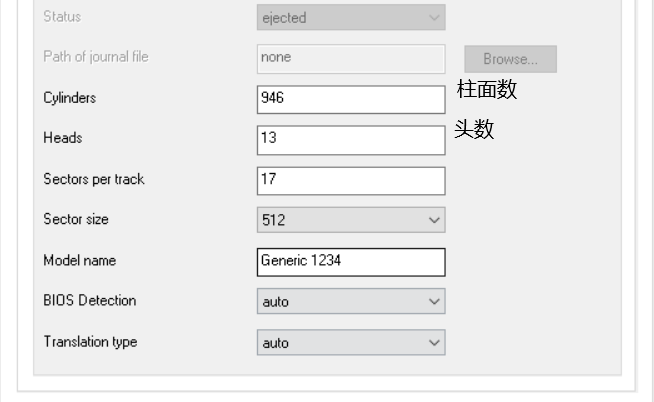 Status ejected
Path of journal file none Browse...
Cylinders 946 柱面数
Heads 13 头数
Sectors per track 17
Sector size 512
Model name Generic 1234
BIOS Detection auto
Translation type auto